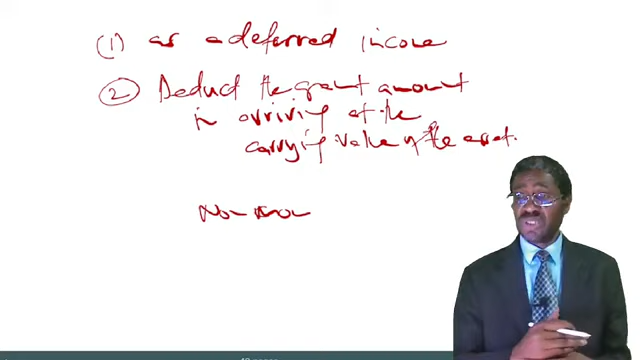 (1) as a deferred income
(2) Deduct the grant amount
in arriving at the
carrying value of the asset.